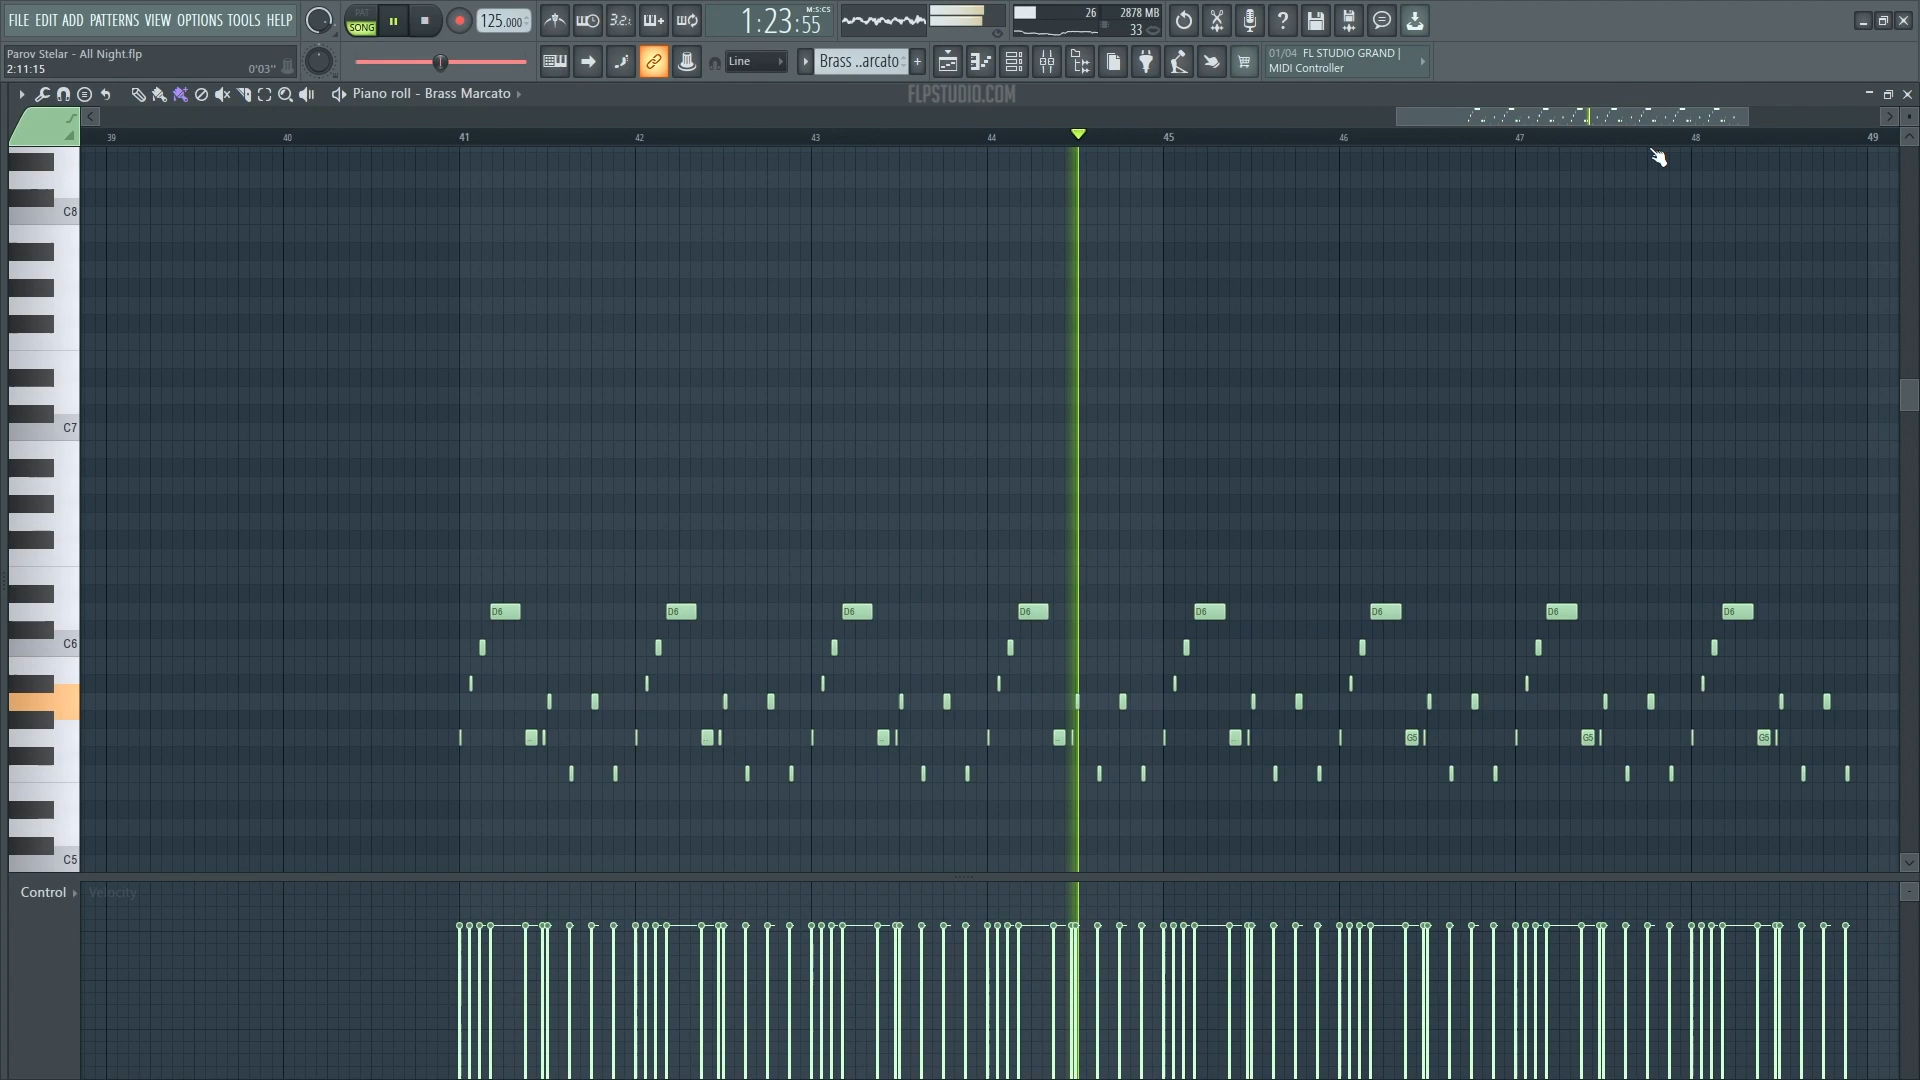 FILE EDIT ADD PATTERNS VIEW OPTIONS TOOLS HELP
PAT
SONG
125.000
3.2.
1:23:55
M:S:CS
26
2878 MB
33
Parov Stelar - All Night.flp
2:11:15
0'03"
Line
Brass ..arcato
01/04 FL STUDIO GRAND |
MIDI Controller
Piano roll - Brass Marcato
FLPSTUDIO.COM
39 40 41 42 43 44 45 46 47 48 49
C8
C7
D6 D6 D6 D6 D6 D6 D6 D6
C6
G5 G5 G5
C5
Control
Velocity